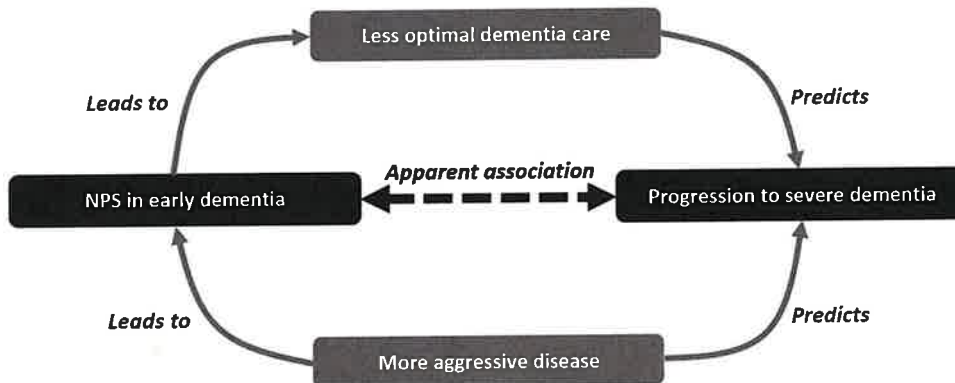 Less optimal dementia care
Leads to
Predicts
Apparent association
NPS in early dementia
Progression to severe dementia
Leads to
Predicts
More aggressive disease